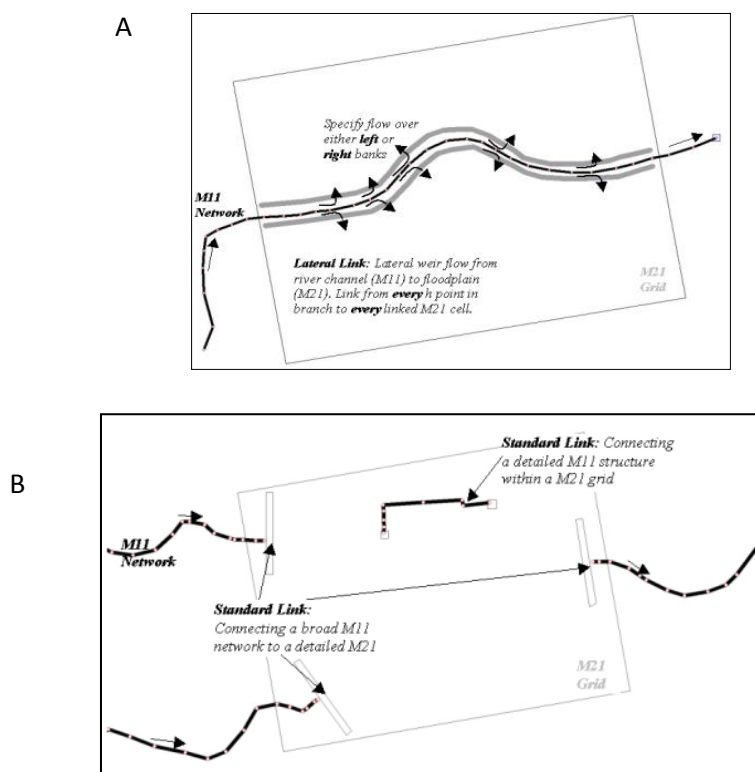 A
Specify flow over
either left or
right banks
M11
Network
Lateral Link: Lateral weir flow from
river channel (M11) to floodplain
(M21). Link from every h point in
branch to every linked M21 cell.
M21
Grid
B
Standard Link: Connecting
a detailed M11 structure
within a M21 grid
M11
Network
Standard Link:
Connecting a broad M11
network to a detailed M21
M21
Grid